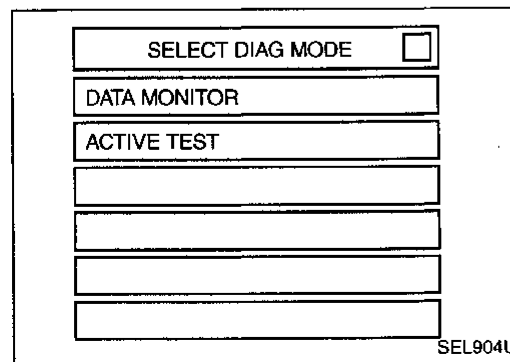 SELECT DIAG MODE
DATA MONITOR
ACTIVE TEST
SEL904U